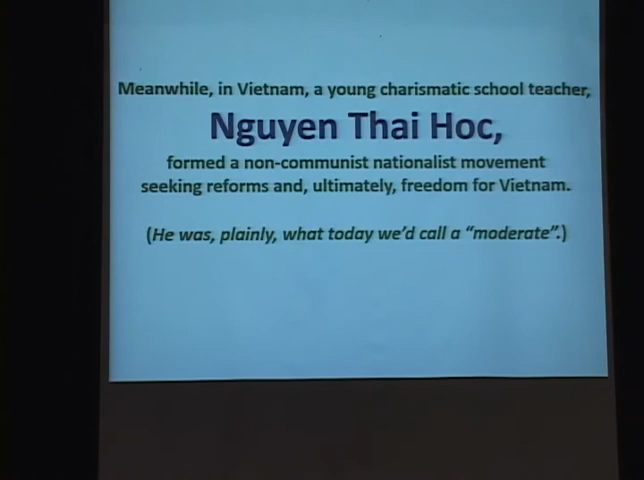 Meanwhile, in Vietnam, a young charismatic school teacher,
Nguyen Thai Hoc,
formed a non-communist nationalist movement
seeking reforms and, ultimately, freedom for Vietnam.
(He was, plainly, what today we'd call a “moderate”.)